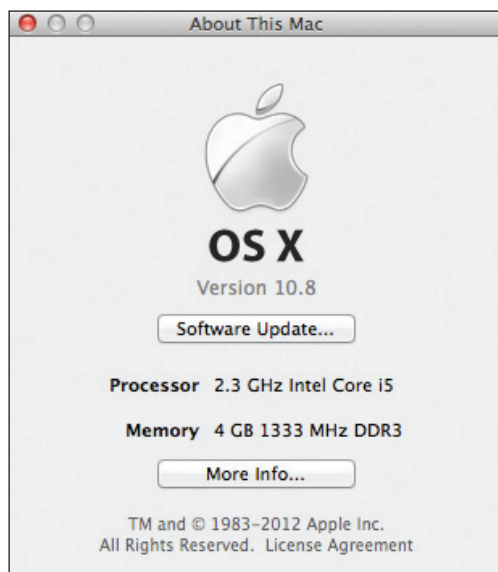 About This Mac
OS X
Version 10.8
Software Update...
Processor 2.3 GHz Intel Core i5
Memory 4 GB 1333 MHz DDR3
More Info...
TM and © 1983–2012 Apple Inc.
All Rights Reserved. License Agreement